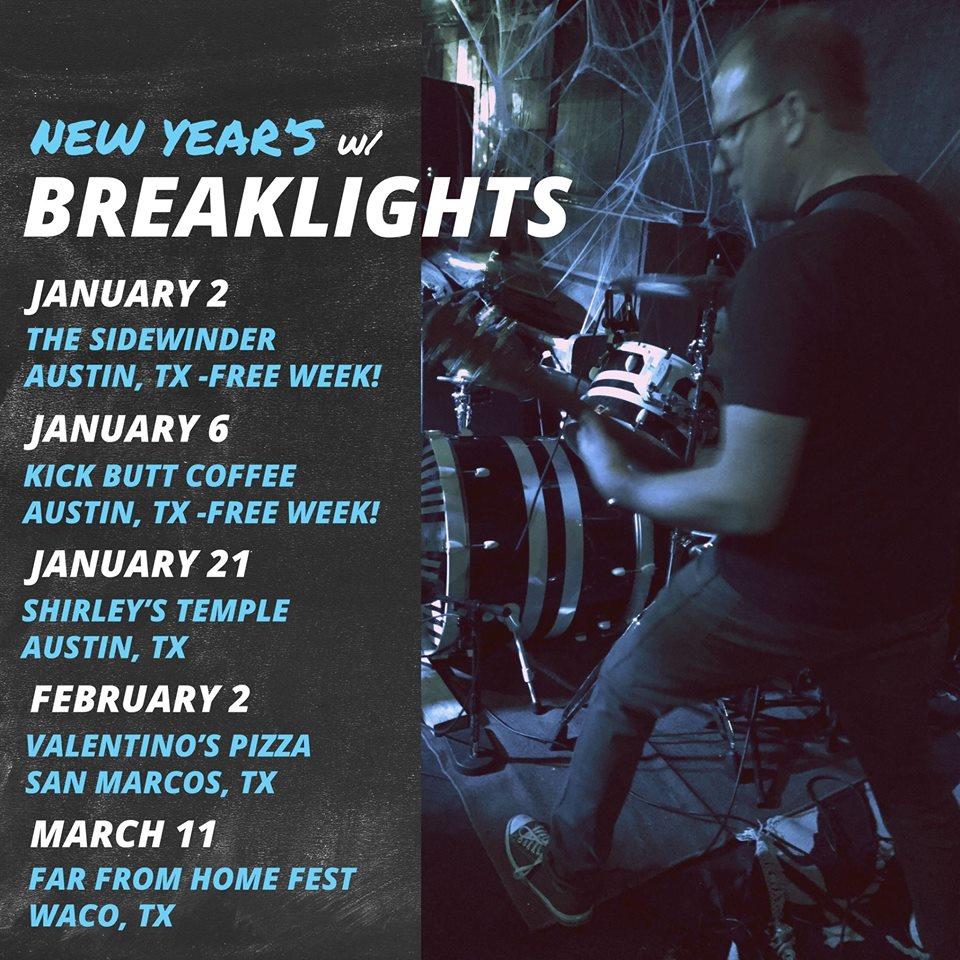 NEW YEAR'S w/
BREAKLIGHTS
JANUARY 2
THE SIDEWINDER
AUSTIN, TX -FREE WEEK!
JANUARY 6
KICK BUTT COFFEE
AUSTIN, TX -FREE WEEK!
JANUARY 21
SHIRLEY'S TEMPLE
AUSTIN, TX
FEBRUARY 2
VALENTINO'S PIZZA
SAN MARCOS, TX
MARCH 11
FAR FROM HOME FEST
WACO, TX